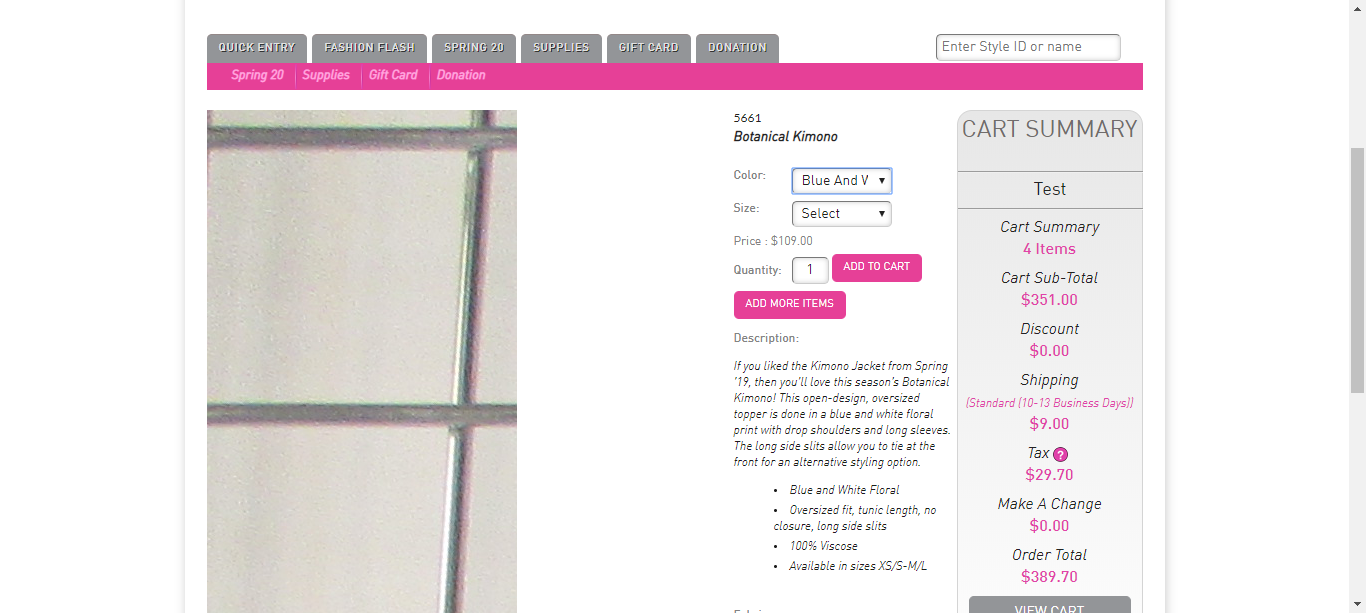 QUICK ENTRY
FASHION FLASH
SPRING 20
SUPPLIES
GIFT CARD
DONATION
Enter Style ID or name
Spring 20
Supplies
Gift Card
Donation
5661
Botanical Kimono
Color:
Blue And
Size:
Select
Price : $109.00
Quantity:
1
ADD TO CART
ADD MORE ITEMS
Description:
If you liked the Kimono Jacket from Spring
'19, then you'll love this season's Botanical
Kimono! This open-design, oversized
topper is done in a blue and white floral
print with drop shoulders and long sleeves.
The long side slits allow you to tie at the
front for an alternative styling option.
• Blue and White Floral
• Oversized fit, tunic length, no
closure, long side slits
• 100% Viscose
• Available in sizes XS/S-M/L
CART SUMMARY
Test
Cart Summary
4 Items
Cart Sub-Total
$351.00
Discount
$0.00
Shipping
(Standard (10-13 Business Days))
$9.00
Tax ?
$29.70
Make A Change
$0.00
Order Total
$389.70
VIEW CART